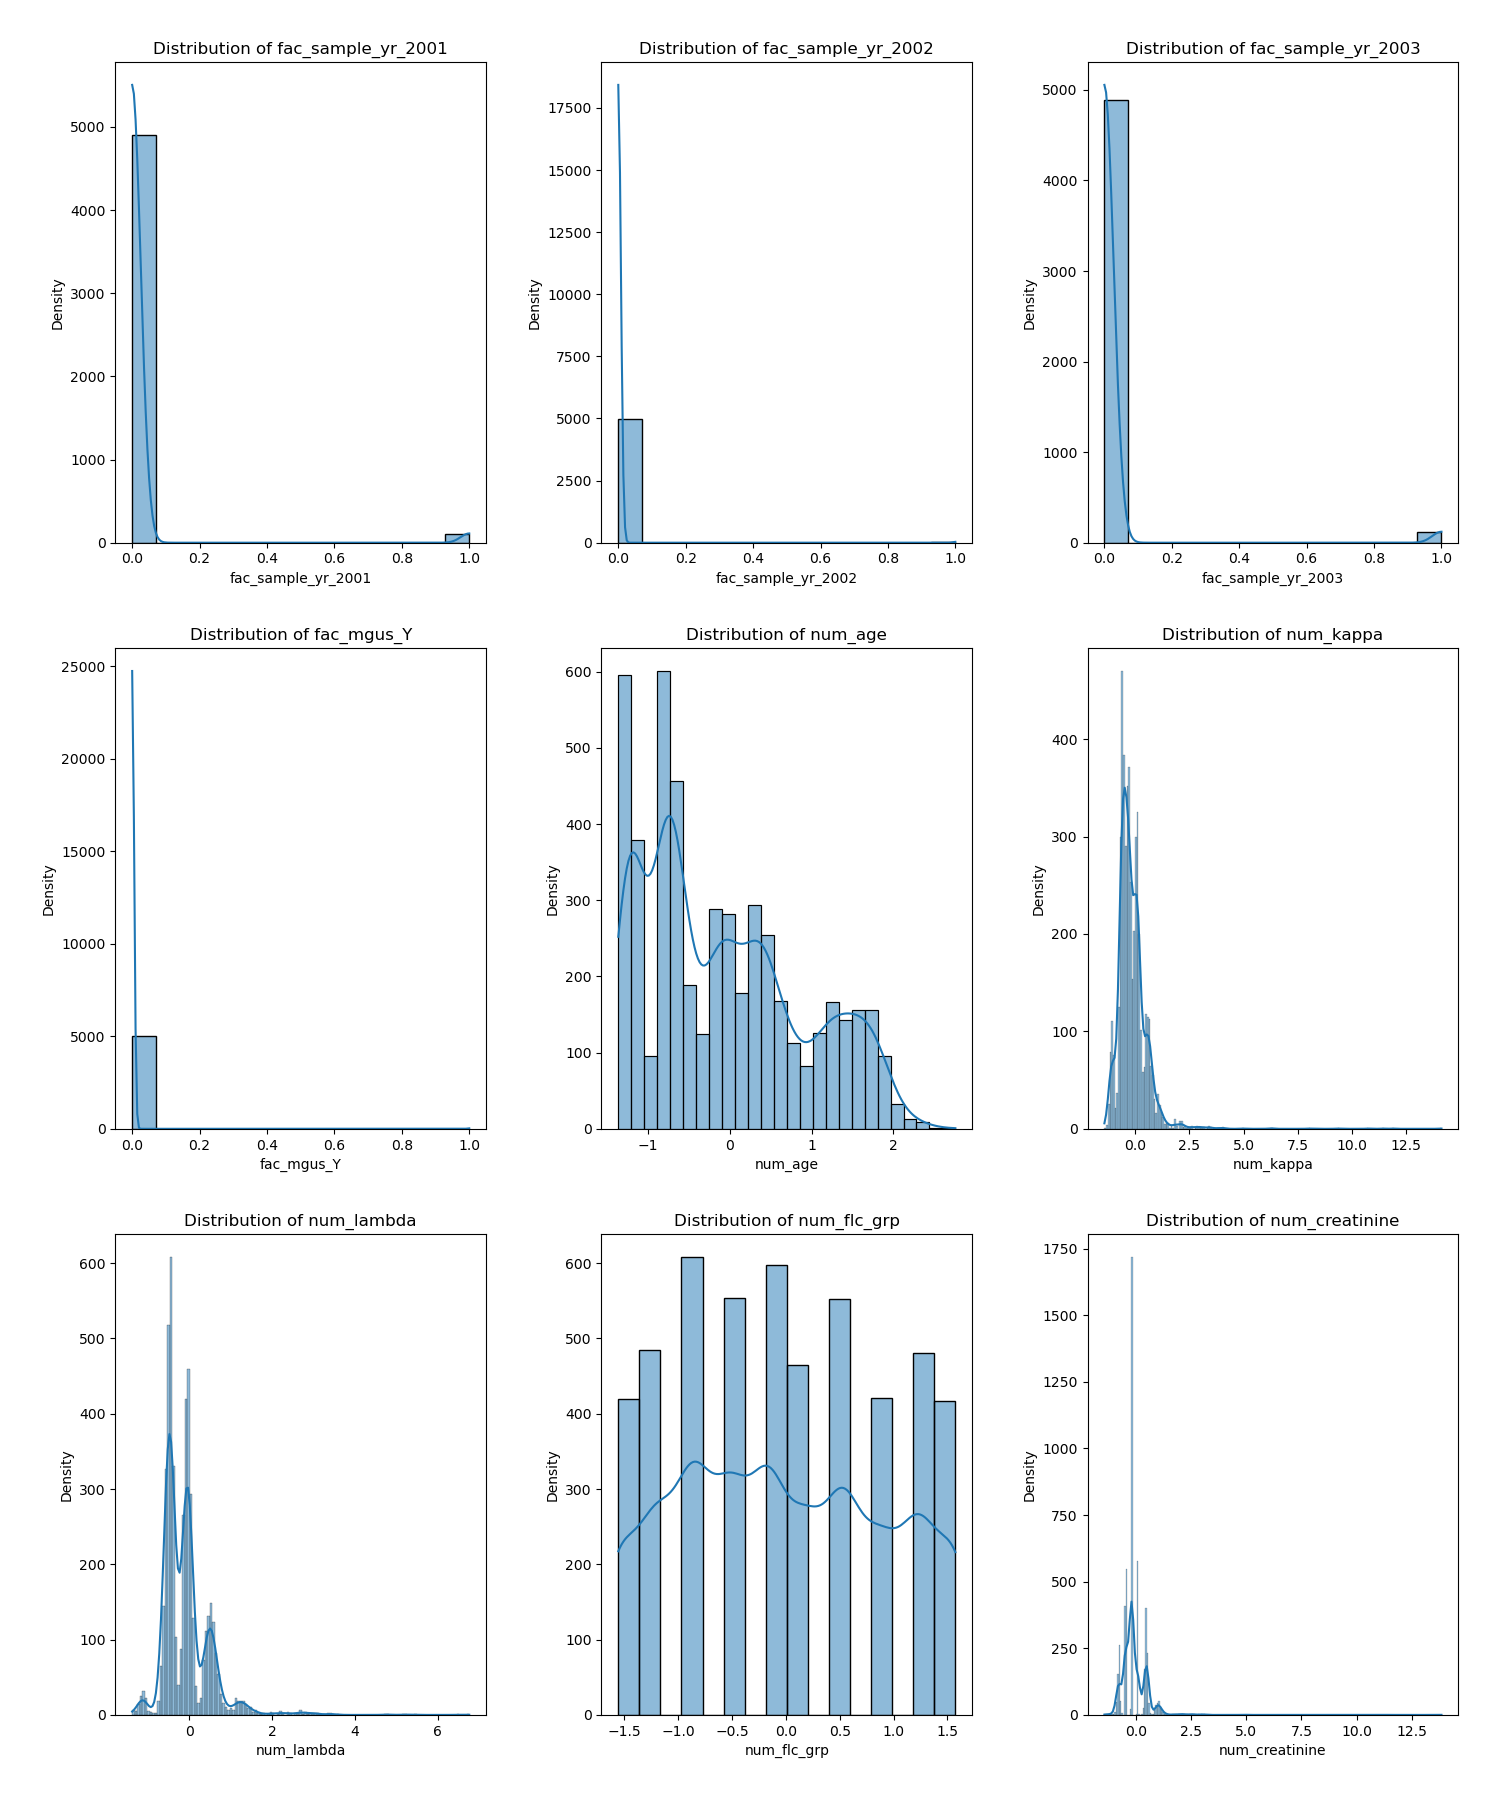 Distribution of fac_sample_yr_2001
Density
5000
4000
3000
2000
1000
0
0.0 0.2 0.4 0.6 0.8 1.0
fac_sample_yr_2001
Distribution of fac_sample_yr_2002
Density
17500
15000
12500
10000
7500
5000
2500
0
0.0 0.2 0.4 0.6 0.8 1.0
fac_sample_yr_2002
Distribution of fac_sample_yr_2003
Density
5000
4000
3000
2000
1000
0
0.0 0.2 0.4 0.6 0.8 1.0
fac_sample_yr_2003
Distribution of fac_mgus_Y
Density
25000
20000
15000
10000
5000
0
0.0 0.2 0.4 0.6 0.8 1.0
fac_mgus_Y
Distribution of num_age
Density
600
500
400
300
200
100
0
−1 0 1 2
num_age
Distribution of num_kappa
Density
400
300
200
100
0
0.0 2.5 5.0 7.5 10.0 12.5
num_kappa
Distribution of num_lambda
Density
600
500
400
300
200
100
0
0 2 4 6
num_lambda
Distribution of num_flc_grp
Density
600
500
400
300
200
100
0
−1.5 −1.0 −0.5 0.0 0.5 1.0 1.5
num_flc_grp
Distribution of num_creatinine
Density
1750
1500
1250
1000
750
500
250
0
0.0 2.5 5.0 7.5 10.0 12.5
num_creatinine